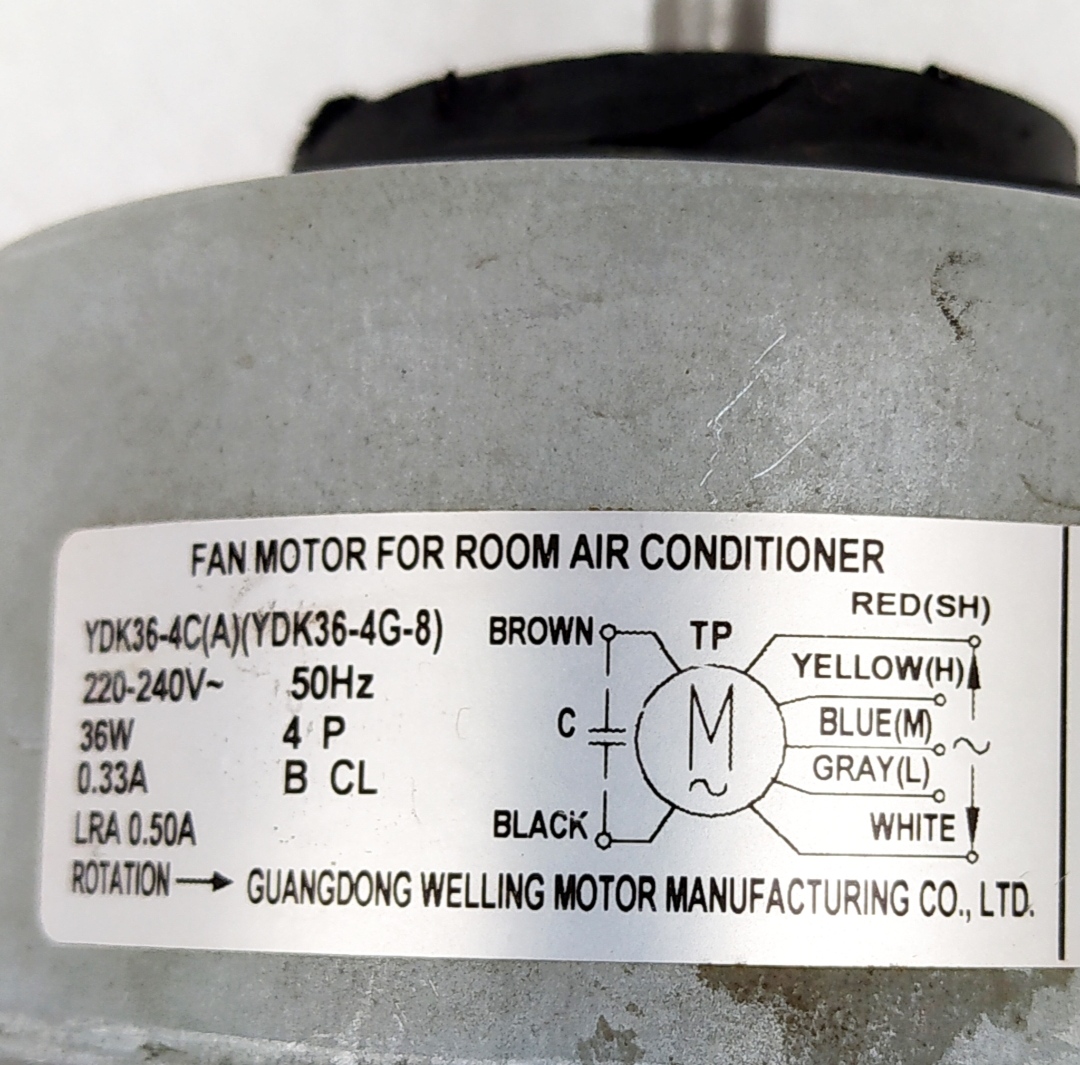 FAN MOTOR FOR ROOM AIR CONDITIONER
RED(SH)
YDK36-4C(A)(YDK36-4G-8) BROWN TP
YELLOW(H)
220-240V~ 50Hz
36W 4 P C M BLUE(M) ~
0.33A B CL ~ GRAY(L)
LRA 0.50A BLACK WHITE
ROTATION → GUANGDONG WELLING MOTOR MANUFACTURING CO., LTD.